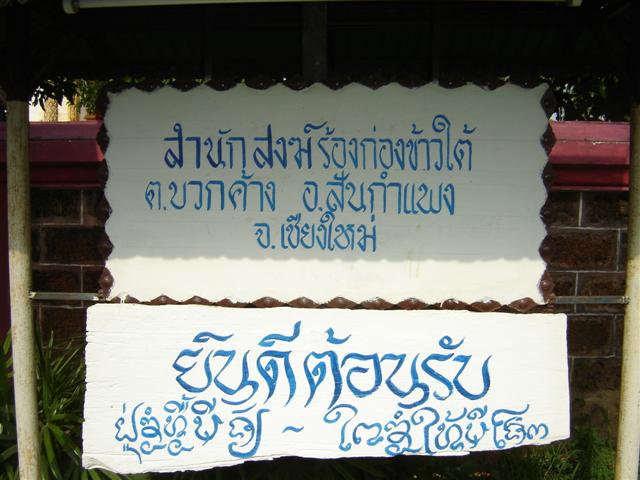 สำนักสงฆ์ร้องก่องข้าวใต้
ต.บวกค้าง อ.สันกำแพง
จ.เชียงใหม่
ยินดีต้อนรับ